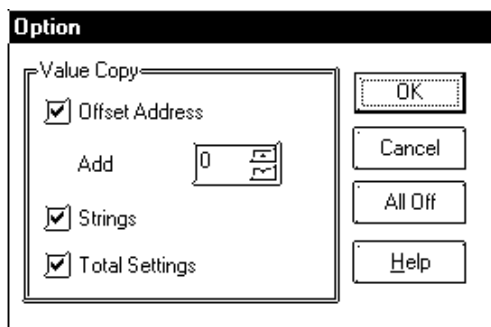 Option
Value Copy
Offset Address
OK
Add 0
Cancel
Strings
All Off
Total Settings
Help